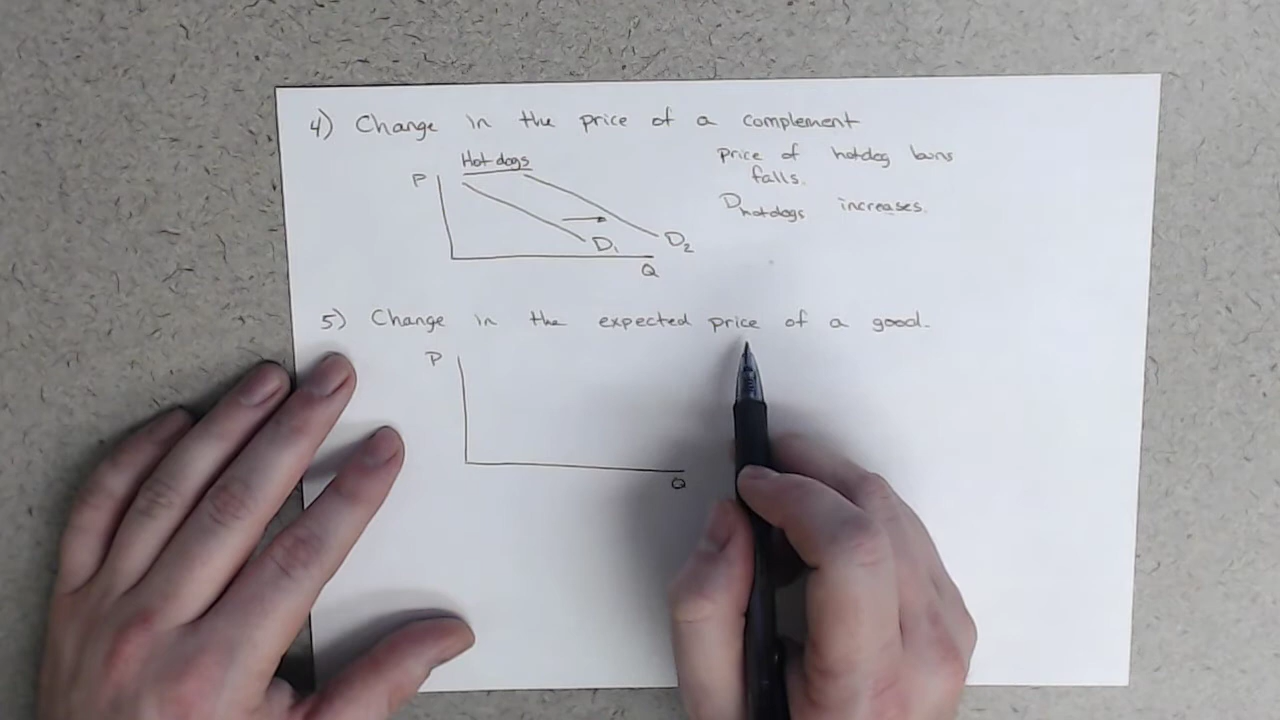 4) Change in the price of a complement
Hot dogs
P
D1
D2
Q
Price of hotdog buns
falls.
Dhotdogs increases.
5) Change in the expected price of a good.
P
Q